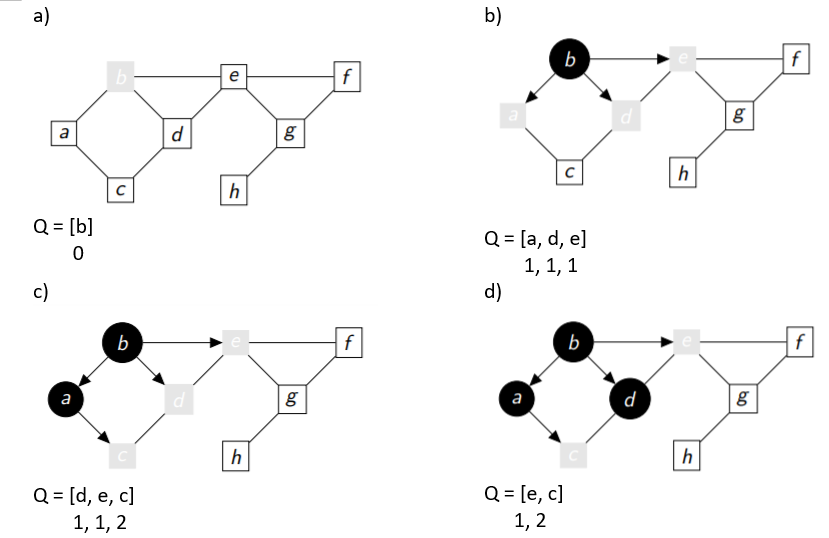 a)
b e f
a d g
c h
Q = [b]
0
b)
b e f
a d g
c h
Q = [a, d, e]
1, 1, 1
c)
b e f
a d g
c h
Q = [d, e, c]
1, 1, 2
d)
b e f
a d g
c h
Q = [e, c]
1, 2